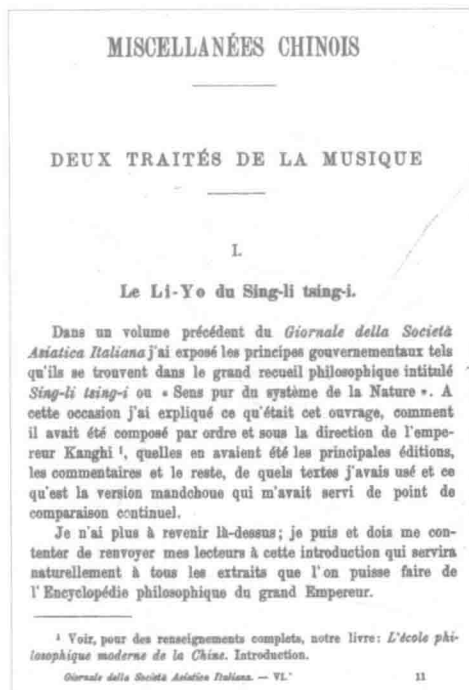 MISCELLANÉES CHINOIS
DEUX TRAITÉS DE LA MUSIQUE
I.
Le Li-Yo du Sing-li tsing-i.
Dans un volume précédent du Giornale della Società
Asiatica Italiana j'ai exposé les principes gouvernementaux tels
qu'ils se trouvent dans le grand recueil philosophique intitulé
Sing-li tsing-i ou « Sens pur du système de la Nature ». A
cette occasion j'ai expliqué ce qu'était cet ouvrage, comment
il avait été composé par ordre et sous la direction de l'empe-
reur Kanghi ¹, quelles en avaient été les principales éditions,
les commentaires et le reste, de quels textes j'avais usé et ce
qu'est la version mandchoue qui m'avait servi de point de
comparaison continuel.
Je n'ai plus à revenir là-dessus; je puis et dois me con-
tenter de renvoyer mes lecteurs à cette introduction qui servira
naturellement à tous les extraits que l'on puisse faire de
l'Encyclopédie philosophique du grand Empereur.
¹ Voir, pour des renseignements complets, notre livre: L'école phi-
losophique moderne de la Chine. Introduction.
Giornale della Società Asiatica Italiana. — VI.° 11